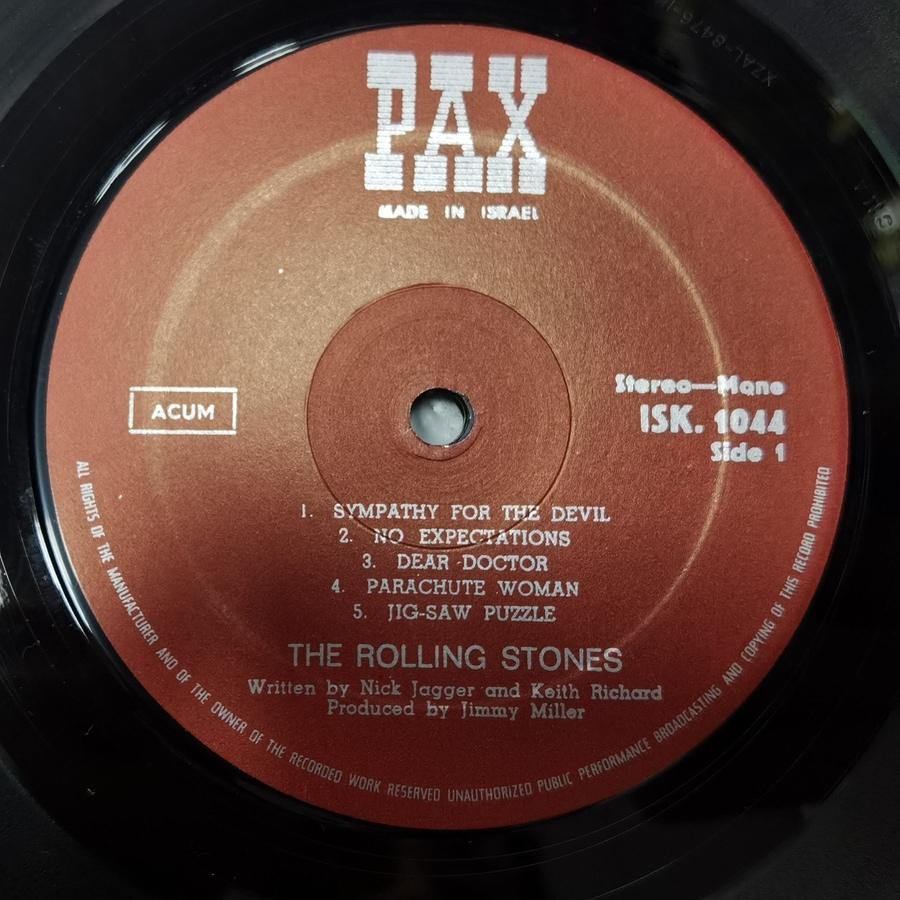 PAX
MADE IN ISRAEL
ACUM
Stereo—Mono
ISK. 1044
Side 1
1. SYMPATHY FOR THE DEVIL
2. NO EXPECTATIONS
3. DEAR DOCTOR
4. PARACHUTE WOMAN
5. JIG-SAW PUZZLE
THE ROLLING STONES
Written by Nick Jagger and Keith Richard
Produced by Jimmy Miller
ALL RIGHTS OF THE MANUFACTURER AND OF THE OWNER OF THE RECORDED WORK RESERVED UNAUTHORIZED PUBLIC PERFORMANCE BROADCASTING AND COPYING OF THIS RECORD PROHIBITED